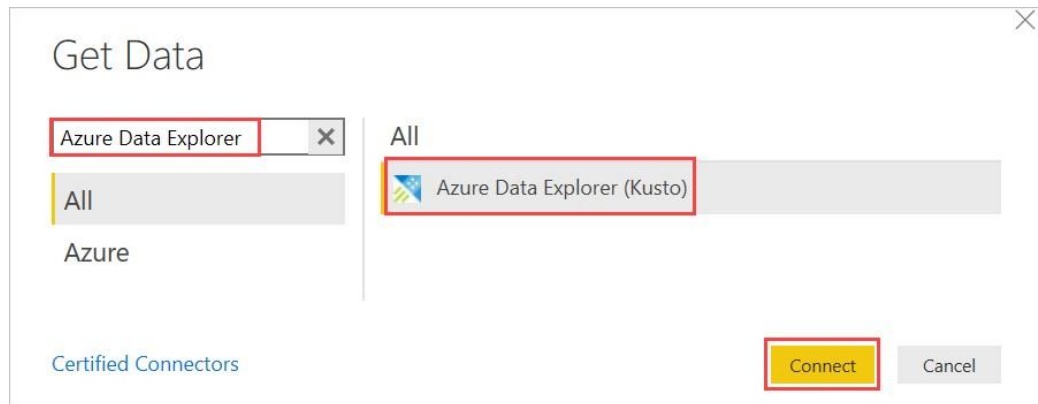 Get Data
Azure Data Explorer
All
Azure
All
Azure Data Explorer (Kusto)
Certified Connectors
Connect
Cancel